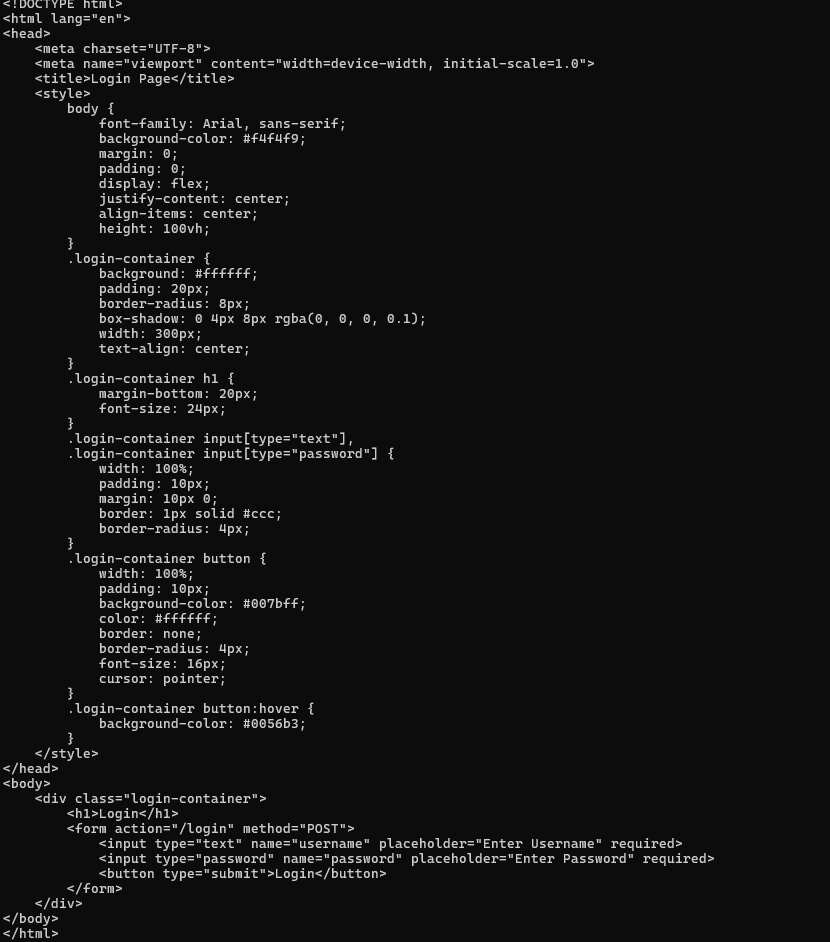 <!DOCTYPE html>
<html lang="en">
<head>
    <meta charset="UTF-8">
    <meta name="viewport" content="width=device-width, initial-scale=1.0">
    <title>Login Page</title>
    <style>
        body {
            font-family: Arial, sans-serif;
            background-color: #f4f4f9;
            margin: 0;
            padding: 0;
            display: flex;
            justify-content: center;
            align-items: center;
            height: 100vh;
        }
        .login-container {
            background: #ffffff;
            padding: 20px;
            border-radius: 8px;
            box-shadow: 0 4px 8px rgba(0, 0, 0, 0.1);
            width: 300px;
            text-align: center;
        }
        .login-container h1 {
            margin-bottom: 20px;
            font-size: 24px;
        }
        .login-container input[type="text"],
        .login-container input[type="password"] {
            width: 100%;
            padding: 10px;
            margin: 10px 0;
            border: 1px solid #ccc;
            border-radius: 4px;
        }
        .login-container button {
            width: 100%;
            padding: 10px;
            background-color: #007bff;
            color: #ffffff;
            border: none;
            border-radius: 4px;
            font-size: 16px;
            cursor: pointer;
        }
        .login-container button:hover {
            background-color: #0056b3;
        }
    </style>
</head>
<body>
    <div class="login-container">
        <h1>Login</h1>
        <form action="/login" method="POST">
            <input type="text" name="username" placeholder="Enter Username" required>
            <input type="password" name="password" placeholder="Enter Password" required>
            <button type="submit">Login</button>
        </form>
    </div>
</body>
</html>